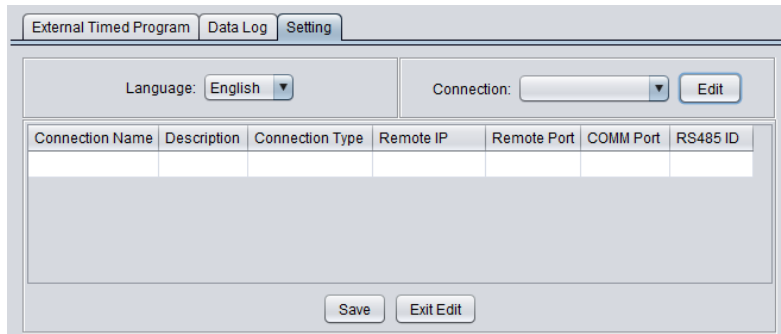 External Timed Program Data Log Setting
Language: English Connection: Edit
Connection Name Description Connection Type Remote IP Remote Port COMM Port RS485 ID
Save Exit Edit